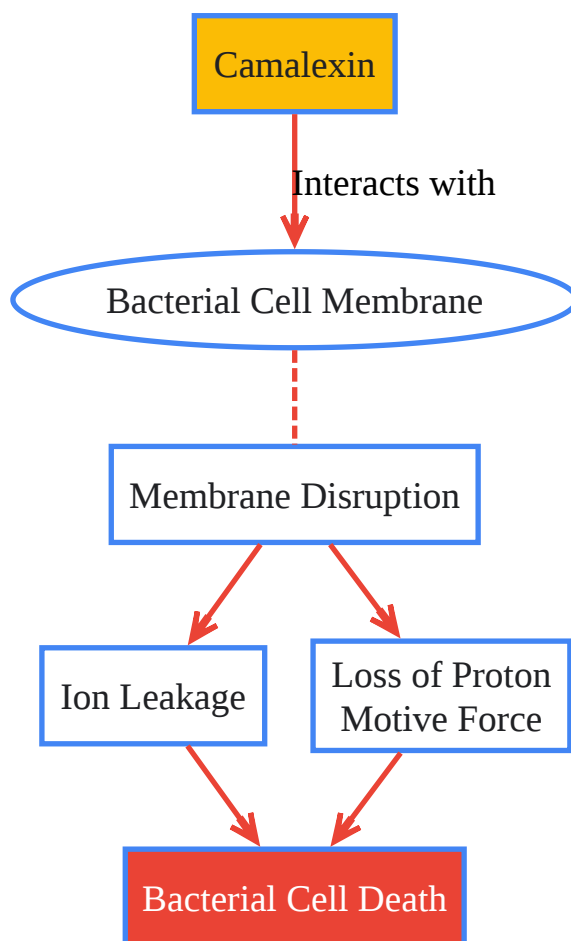 Camalexin
Interacts with
Bacterial Cell Membrane
Membrane Disruption
Ion Leakage
Loss of Proton
Motive Force
Bacterial Cell Death